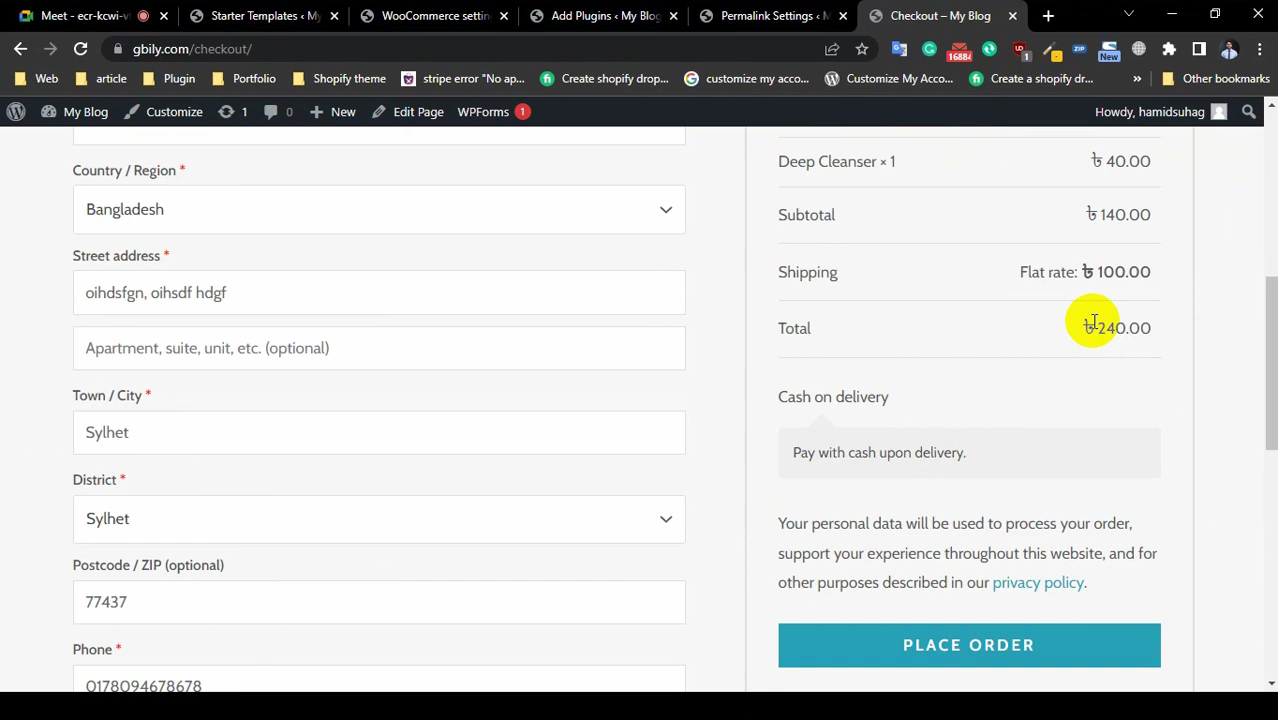 Meet - ecr-kcwi-v
Starter Templates ‹ My
WooCommerce settin
Add Plugins ‹ My Blog
Permalink Settings ‹ M
Checkout – My Blog
gbily.com/checkout/
16884
1
ZIP
New
Web
article
Plugin
Portfolio
Shopify theme
stripe error "No ap...
Create shopify drop...
customize my acco...
Customize My Acco...
Create a shopify dr...
»
Other bookmarks
My Blog
Customize
1
0
New
Edit Page
WPForms 1
Howdy, hamidsuhag
Country / Region *
Bangladesh
Street address *
oihdsfgn, oihsdf hdgf
Apartment, suite, unit, etc. (optional)
Town / City *
Sylhet
District *
Sylhet
Postcode / ZIP (optional)
77437
Phone *
0178094678678
Deep Cleanser × 1 ৳ 40.00
Subtotal ৳ 140.00
Shipping Flat rate: ৳ 100.00
Total ৳ 240.00
Cash on delivery
Pay with cash upon delivery.
Your personal data will be used to process your order,
support your experience throughout this website, and for
other purposes described in our privacy policy.
PLACE ORDER